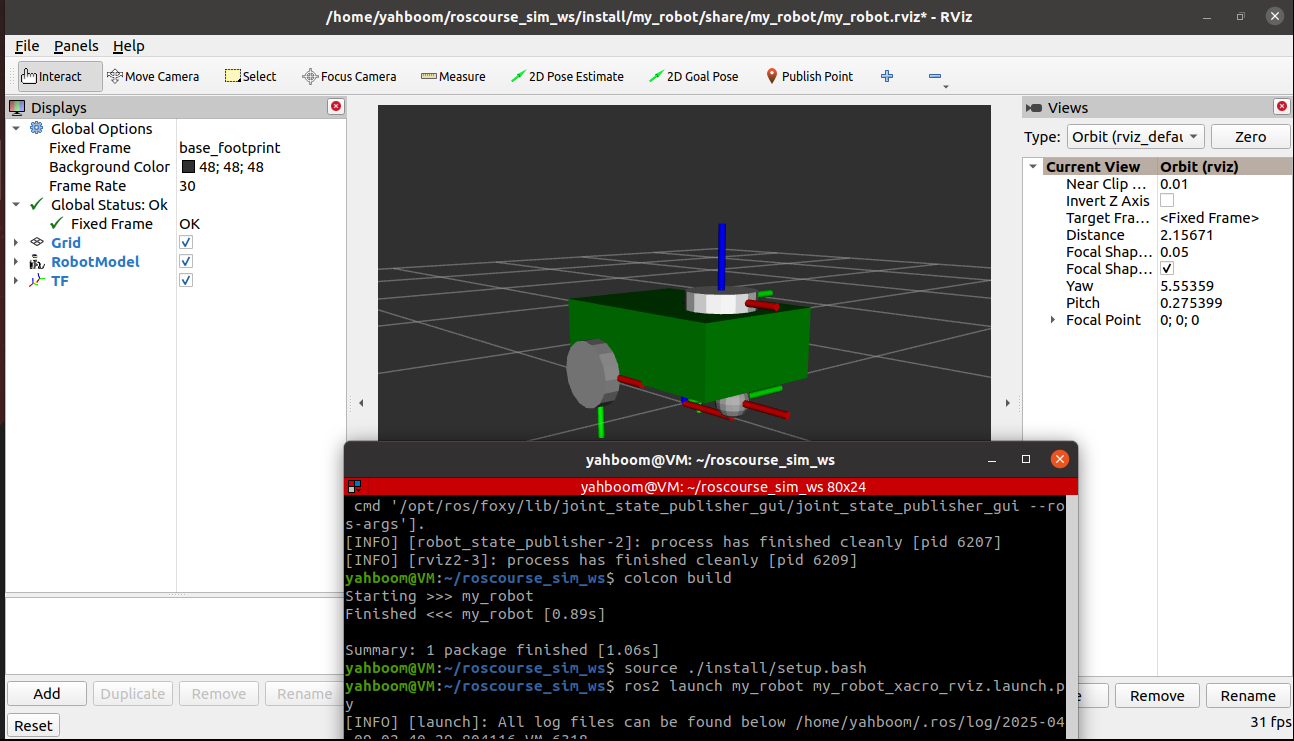 /home/yahboom/roscourse_sim_ws/install/my_robot/share/my_robot/my_robot.rviz* - RViz
File Panels Help
Interact Move Camera Select Focus Camera Measure 2D Pose Estimate 2D Goal Pose Publish Point
Displays
Global Options
Fixed Frame base_footprint
Background Color 48; 48; 48
Frame Rate 30
Global Status: Ok
Fixed Frame OK
Grid
RobotModel
TF
Add Duplicate Remove Rename
Reset
Views
Type: Orbit (rviz_defau Zero
Current View Orbit (rviz)
Near Clip ... 0.01
Invert Z Axis
Target Fra... <Fixed Frame>
Distance 2.15671
Focal Shap... 0.05
Focal Shap...
Yaw 5.55359
Pitch 0.275399
Focal Point 0; 0; 0
Remove Rename
31 fps
yahboom@VM: ~/roscourse_sim_ws
yahboom@VM: ~/roscourse_sim_ws 80x24
cmd '/opt/ros/foxy/lib/joint_state_publisher_gui/joint_state_publisher_gui --ro
s-args'].
[INFO] [robot_state_publisher-2]: process has finished cleanly [pid 6207]
[INFO] [rviz2-3]: process has finished cleanly [pid 6209]
yahboom@VM:~/roscourse_sim_ws$ colcon build
Starting >>> my_robot
Finished <<< my_robot [0.89s]
Summary: 1 package finished [1.06s]
yahboom@VM:~/roscourse_sim_ws$ source ./install/setup.bash
yahboom@VM:~/roscourse_sim_ws$ ros2 launch my_robot my_robot_xacro_rviz.launch.p
y
[INFO] [launch]: All log files can be found below /home/yahboom/.ros/log/2025-04